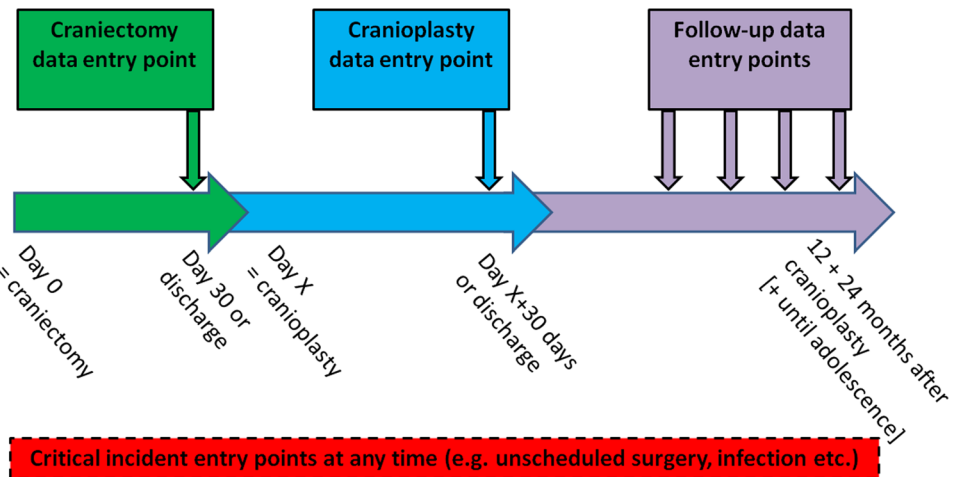 Craniectomy
data entry point
Cranioplasty
data entry point
Follow-up data
entry points
Day 0
= craniectomy
Day 30 or
discharge
Day X
= cranioplasty
Day X+30 days
or discharge
12 + 24 months after
cranioplasty
[+ until adolescence]
Critical incident entry points at any time (e.g. unscheduled surgery, infection etc.)